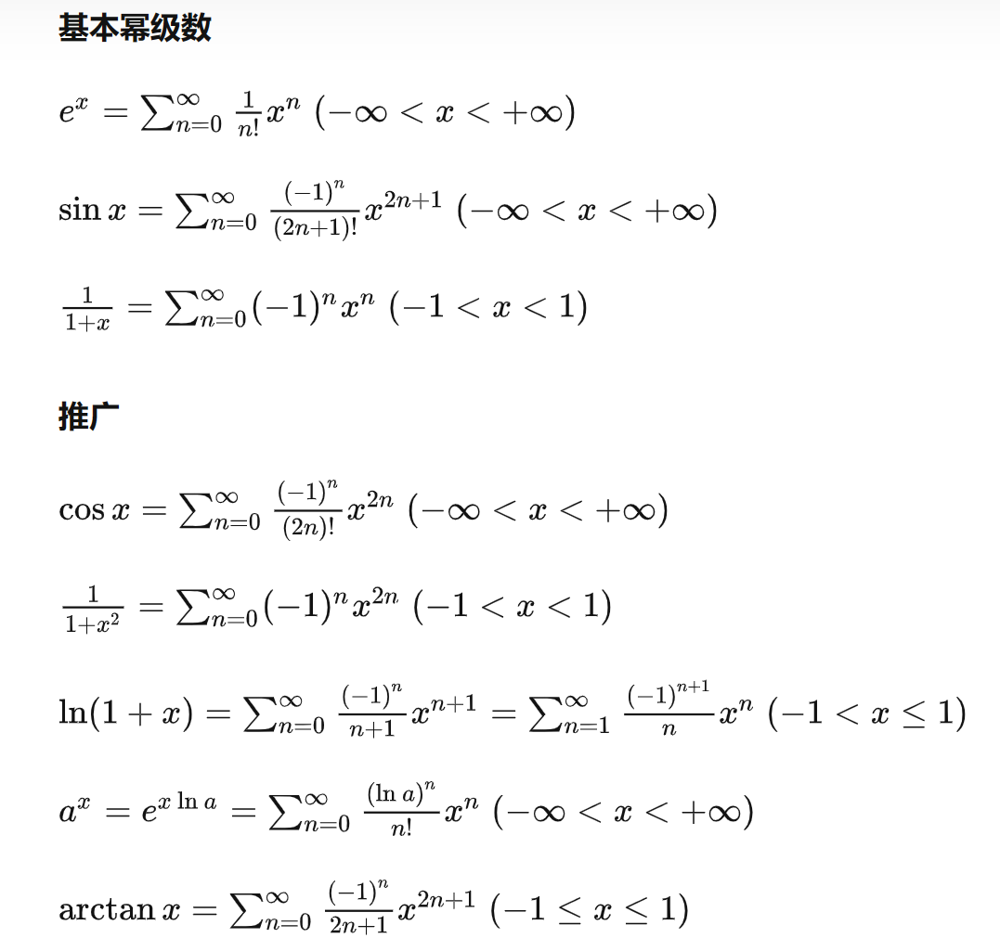 基本幂级数
$e^x = \sum_{n=0}^{\infty} \frac{1}{n!} x^n \ (-\infty < x < +\infty)$
$\sin x = \sum_{n=0}^{\infty} \frac{(-1)^n}{(2n+1)!} x^{2n+1} \ (-\infty < x < +\infty)$
$\frac{1}{1+x} = \sum_{n=0}^{\infty} (-1)^n x^n \ (-1 < x < 1)$
推广
$\cos x = \sum_{n=0}^{\infty} \frac{(-1)^n}{(2n)!} x^{2n} \ (-\infty < x < +\infty)$
$\frac{1}{1+x^2} = \sum_{n=0}^{\infty} (-1)^n x^{2n} \ (-1 < x < 1)$
$\ln(1+x) = \sum_{n=0}^{\infty} \frac{(-1)^n}{n+1} x^{n+1} = \sum_{n=1}^{\infty} \frac{(-1)^{n+1}}{n} x^n \ (-1 < x \leq 1)$
$a^x = e^{x \ln a} = \sum_{n=0}^{\infty} \frac{(\ln a)^n}{n!} x^n \ (-\infty < x < +\infty)$
$\arctan x = \sum_{n=0}^{\infty} \frac{(-1)^n}{2n+1} x^{2n+1} \ (-1 \leq x \leq 1)$